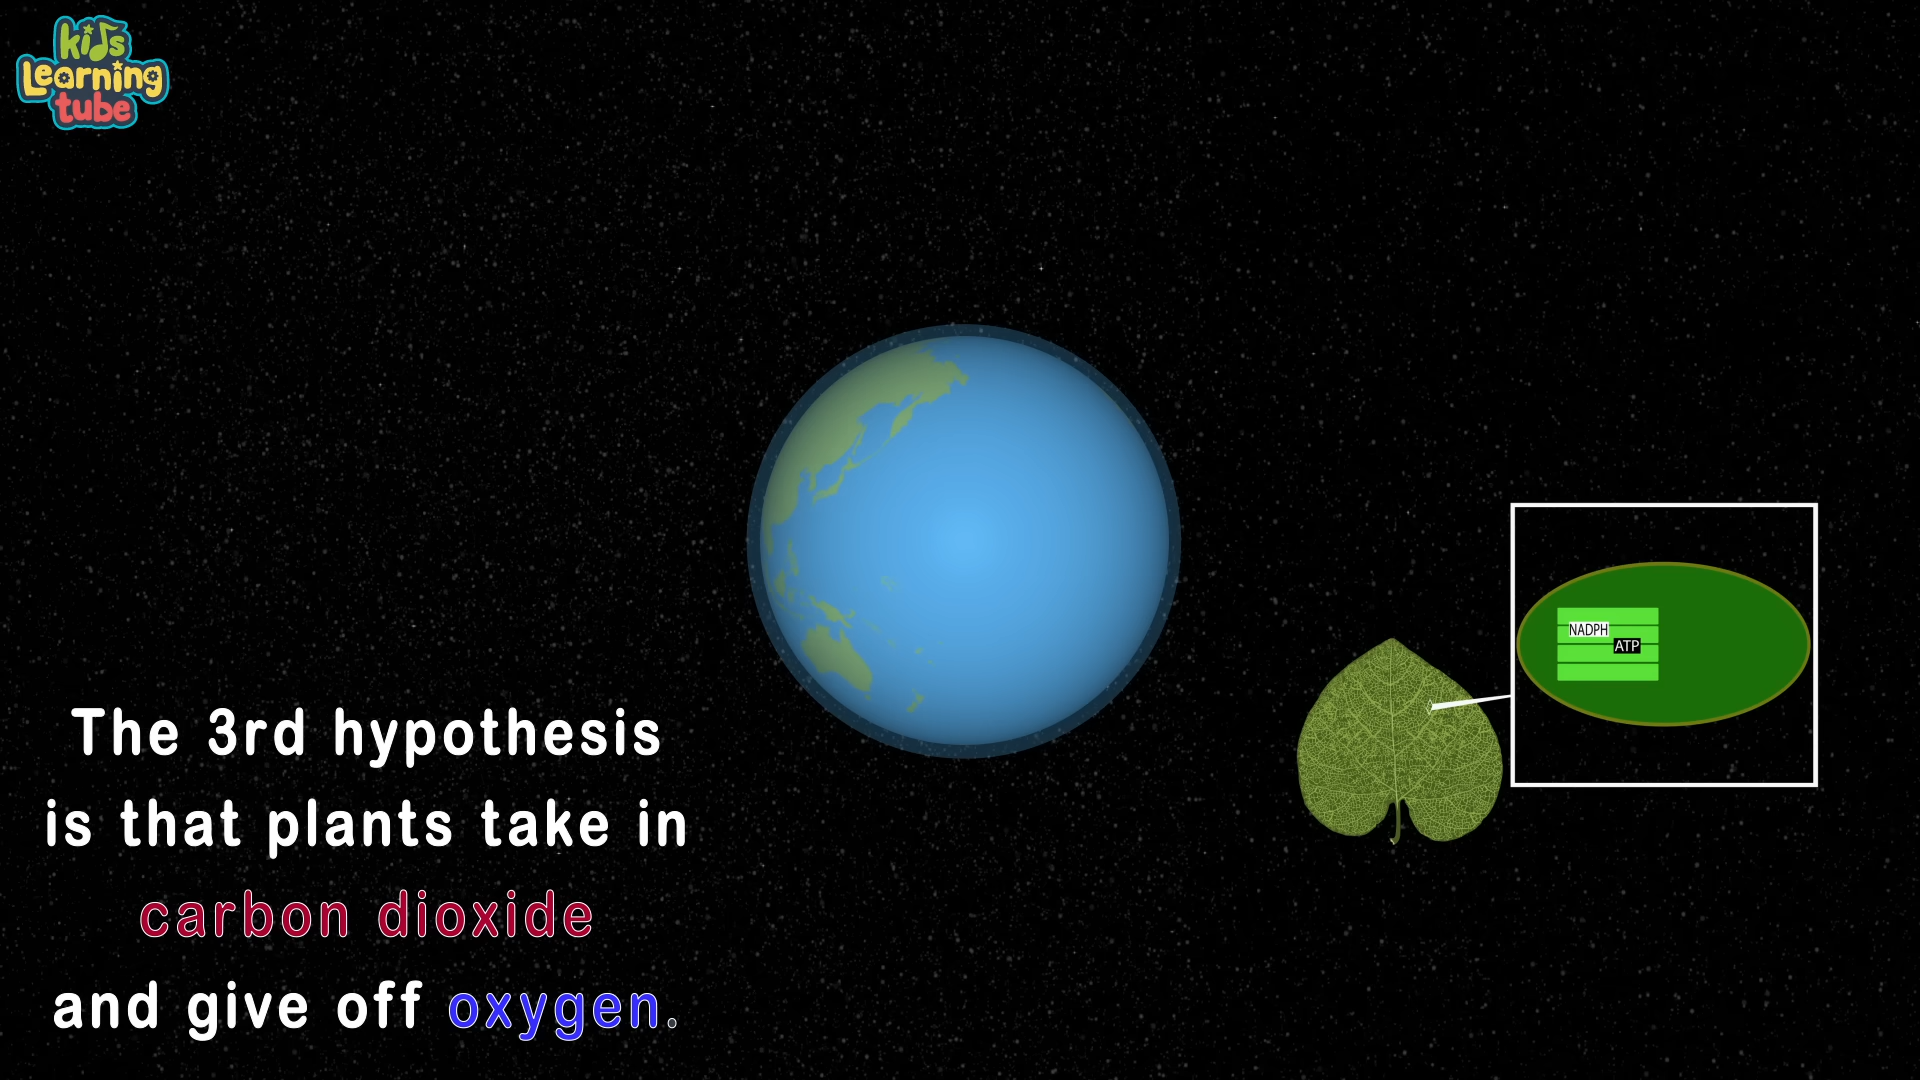 kids
Learning
tube
NADPH
ATP
The 3rd hypothesis
is that plants take in
carbon dioxide
and give off oxygen.